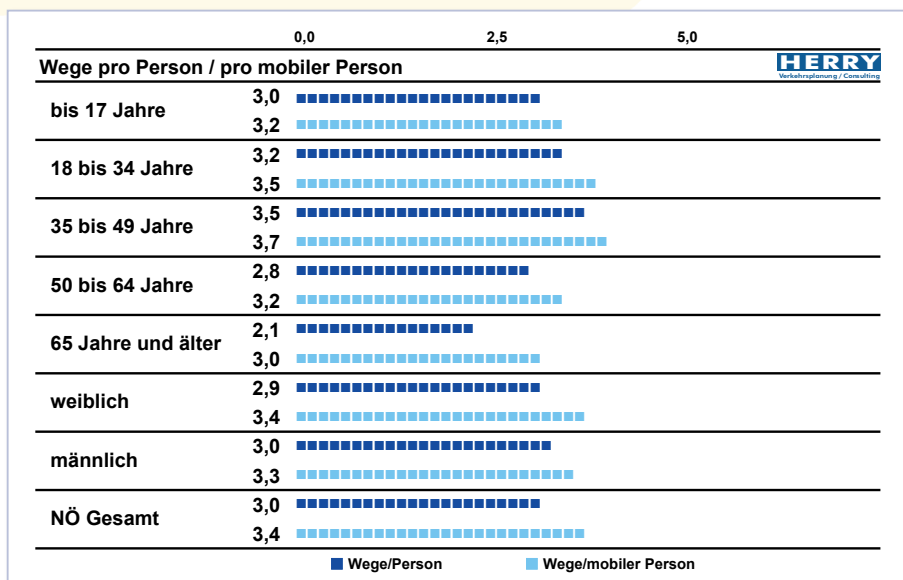 0,0 2,5 5,0
Wege pro Person / pro mobiler Person
HERRY
Verkehrsplanung / Consulting
bis 17 Jahre
3,0
3,2
18 bis 34 Jahre
3,2
3,5
35 bis 49 Jahre
3,5
3,7
50 bis 64 Jahre
2,8
3,2
65 Jahre und älter
2,1
3,0
weiblich
2,9
3,4
männlich
3,0
3,3
NÖ Gesamt
3,0
3,4
Wege/Person Wege/mobiler Person